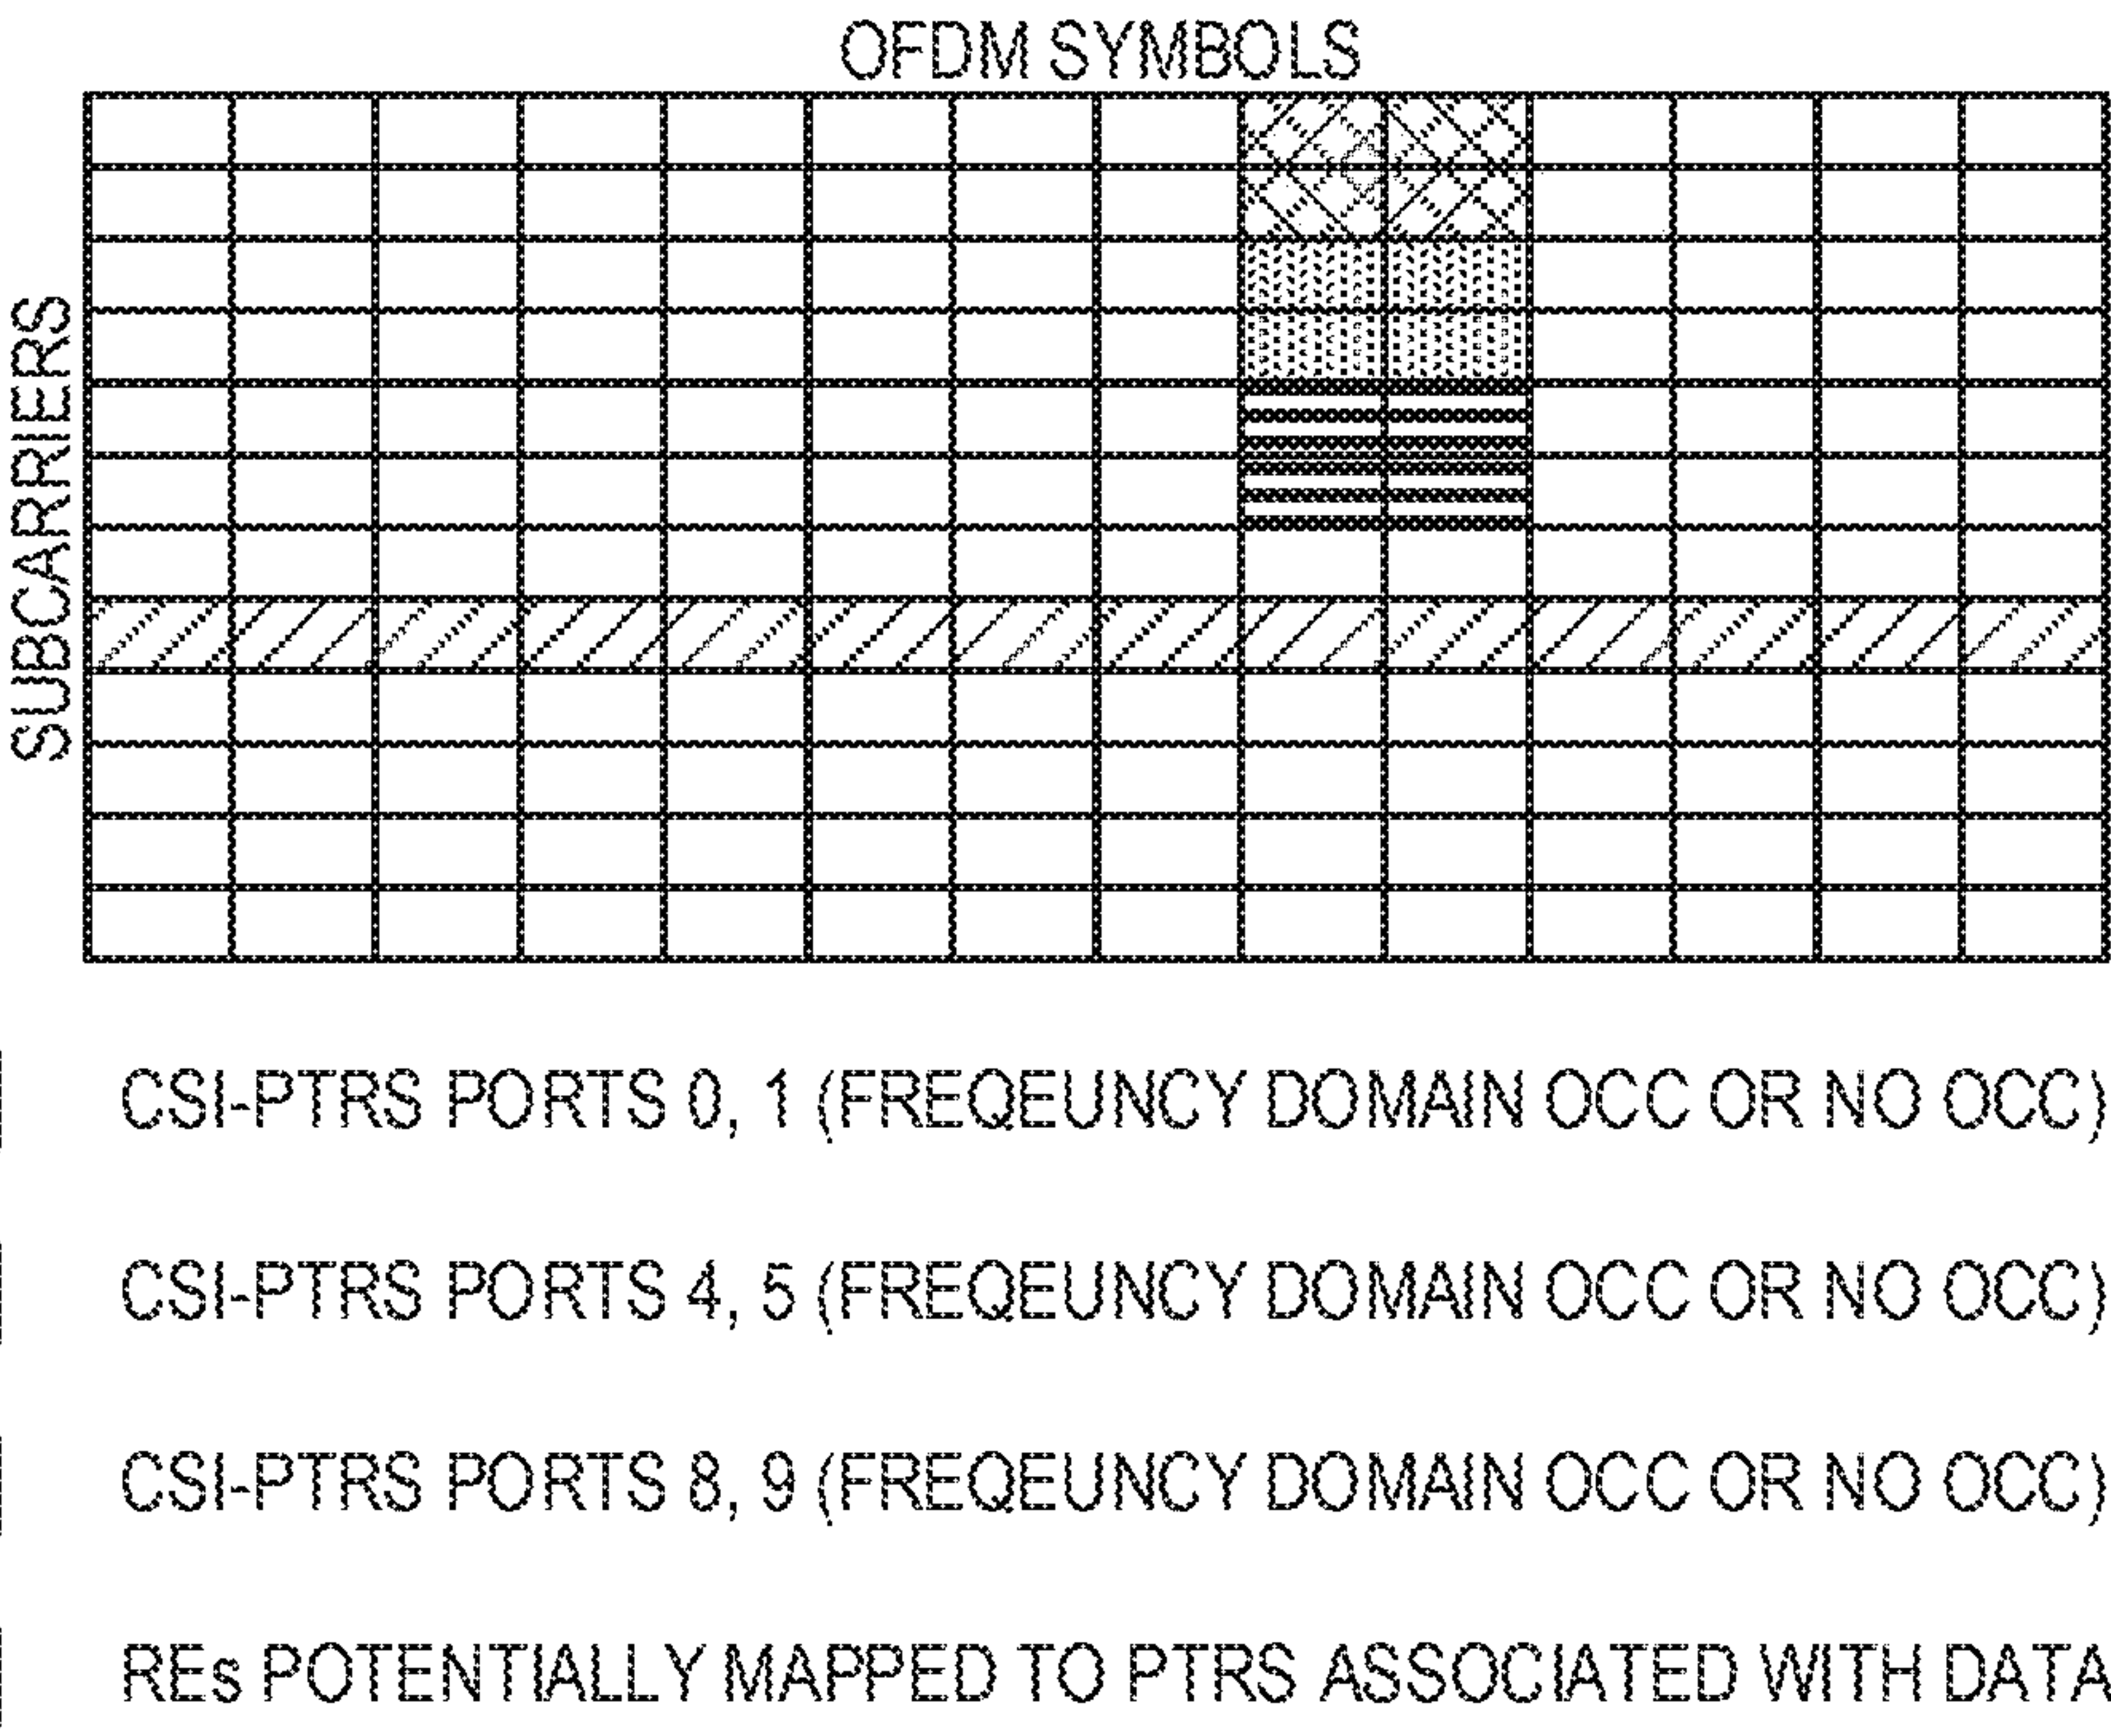 OFDM SYMBOLS
SUBCARRIERS
CSI-PTRS PORTS 0, 1 (FREQEUNCY DOMAIN OCC OR NO OCC)
CSI-PTRS PORTS 4, 5 (FREQEUNCY DOMAIN OCC OR NO OCC)
CSI-PTRS PORTS 8, 9 (FREQEUNCY DOMAIN OCC OR NO OCC)
REs POTENTIALLY MAPPED TO PTRS ASSOCIATED WITH DATA